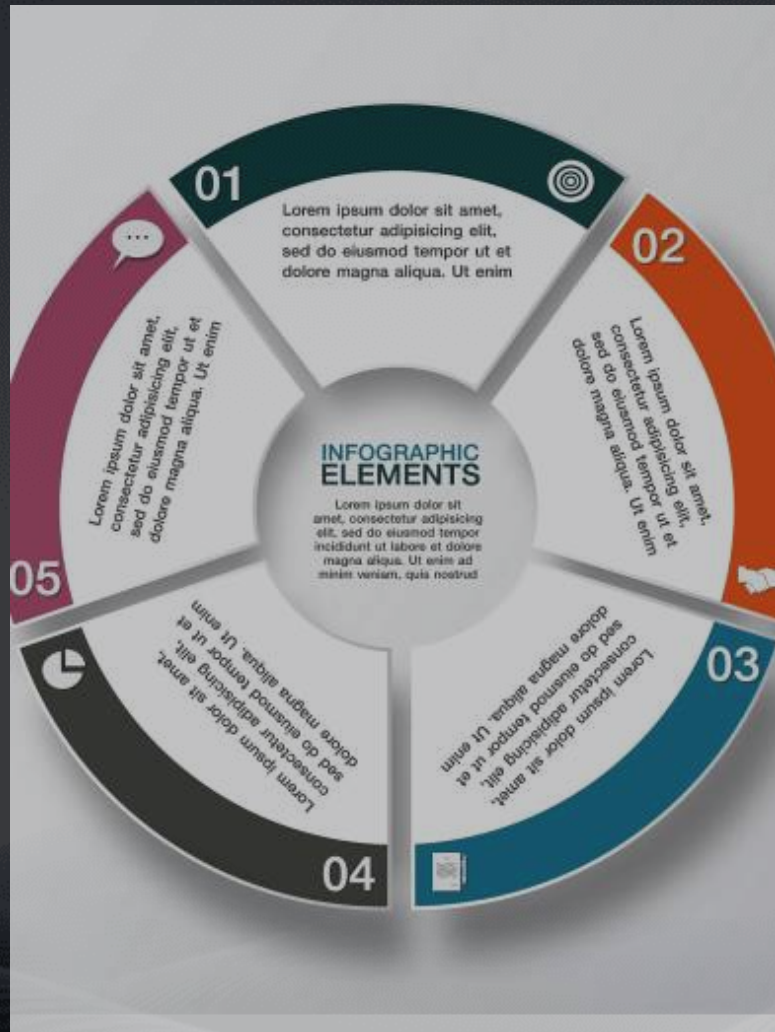 01
Lorem ipsum dolor sit amet,
consectetur adipisicing elit,
sed do eiusmod tempor ut et
dolore magna aliqua. Ut enim
02
Lorem ipsum dolor sit amet,
consectetur adipisicing elit,
sed do eiusmod tempor ut et
dolore magna aliqua. Ut enim
03
Lorem ipsum dolor sit amet,
consectetur adipisicing elit,
sed do eiusmod tempor ut et
dolore magna aliqua. Ut enim
04
Lorem ipsum dolor sit amet,
consectetur adipisicing elit,
sed do eiusmod tempor ut et
dolore magna aliqua. Ut enim
05
Lorem ipsum dolor sit amet,
consectetur adipisicing elit,
sed do eiusmod tempor ut et
dolore magna aliqua. Ut enim
INFOGRAPHIC
ELEMENTS
Lorem ipsum dolor sit
amet, consectetur adipisicing
elit, sed do eiusmod tempor
incididunt ut labore et dolore
magna aliqua. Ut enim ad
minim veniam, quis nostrud